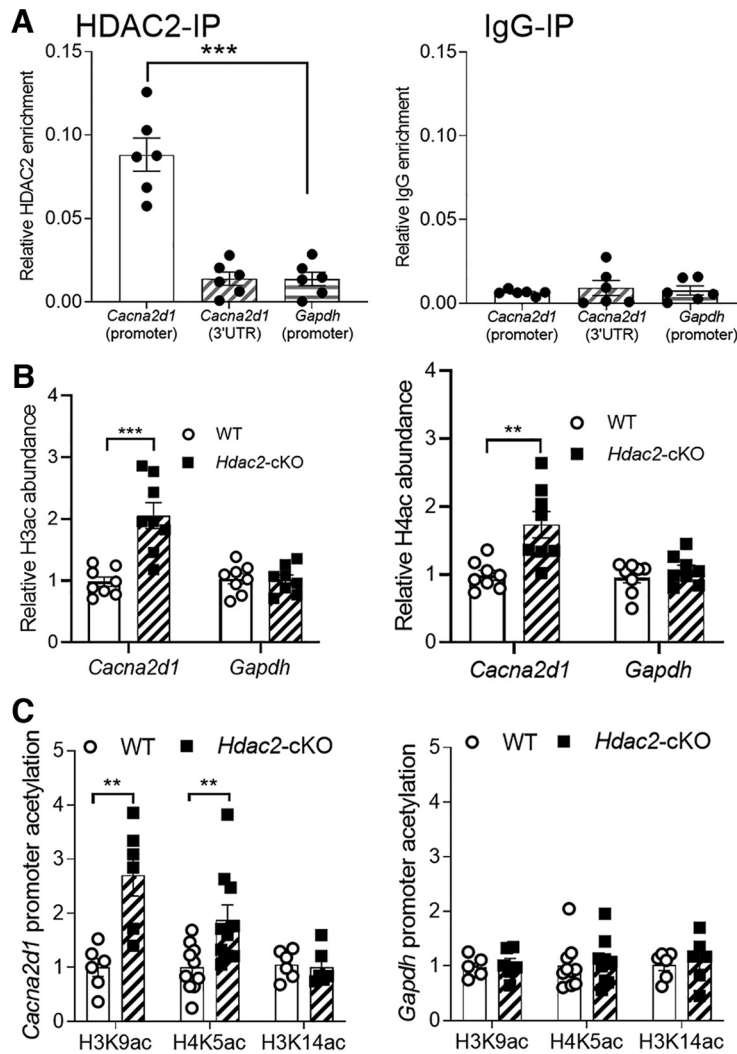 A
HDAC2-IP
IgG-IP
***
Relative HDAC2 enrichment
0.15
0.10
0.05
0.00
Cacna2d1
(promoter)
Cacna2d1
(3'UTR)
Gapdh
(promoter)
Relative IgG enrichment
0.15
0.10
0.05
0.00
Cacna2d1
(promoter)
Cacna2d1
(3'UTR)
Gapdh
(promoter)
B
Relative H3ac abundance
4
3
2
1
0
***
WT
Hdac2-cKO
Cacna2d1
Gapdh
Relative H4ac abundance
4
3
2
1
0
**
WT
Hdac2-cKO
Cacna2d1
Gapdh
C
Cacna2d1 promoter acetylation
5
4
3
2
1
0
WT
Hdac2-cKO
**
**
H3K9ac
H4K5ac
H3K14ac
Gapdh promoter acetylation
5
4
3
2
1
0
WT
Hdac2-cKO
H3K9ac
H4K5ac
H3K14ac